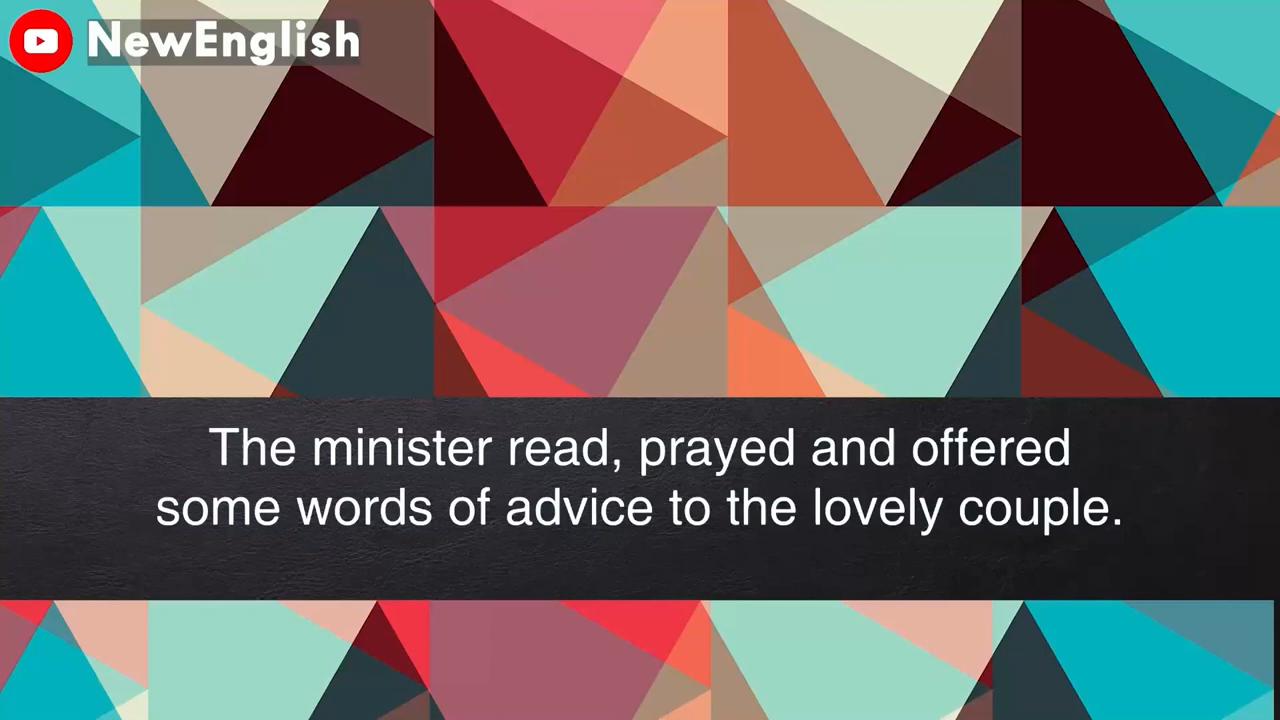 NewEnglish
The minister read, prayed and offered
some words of advice to the lovely couple.